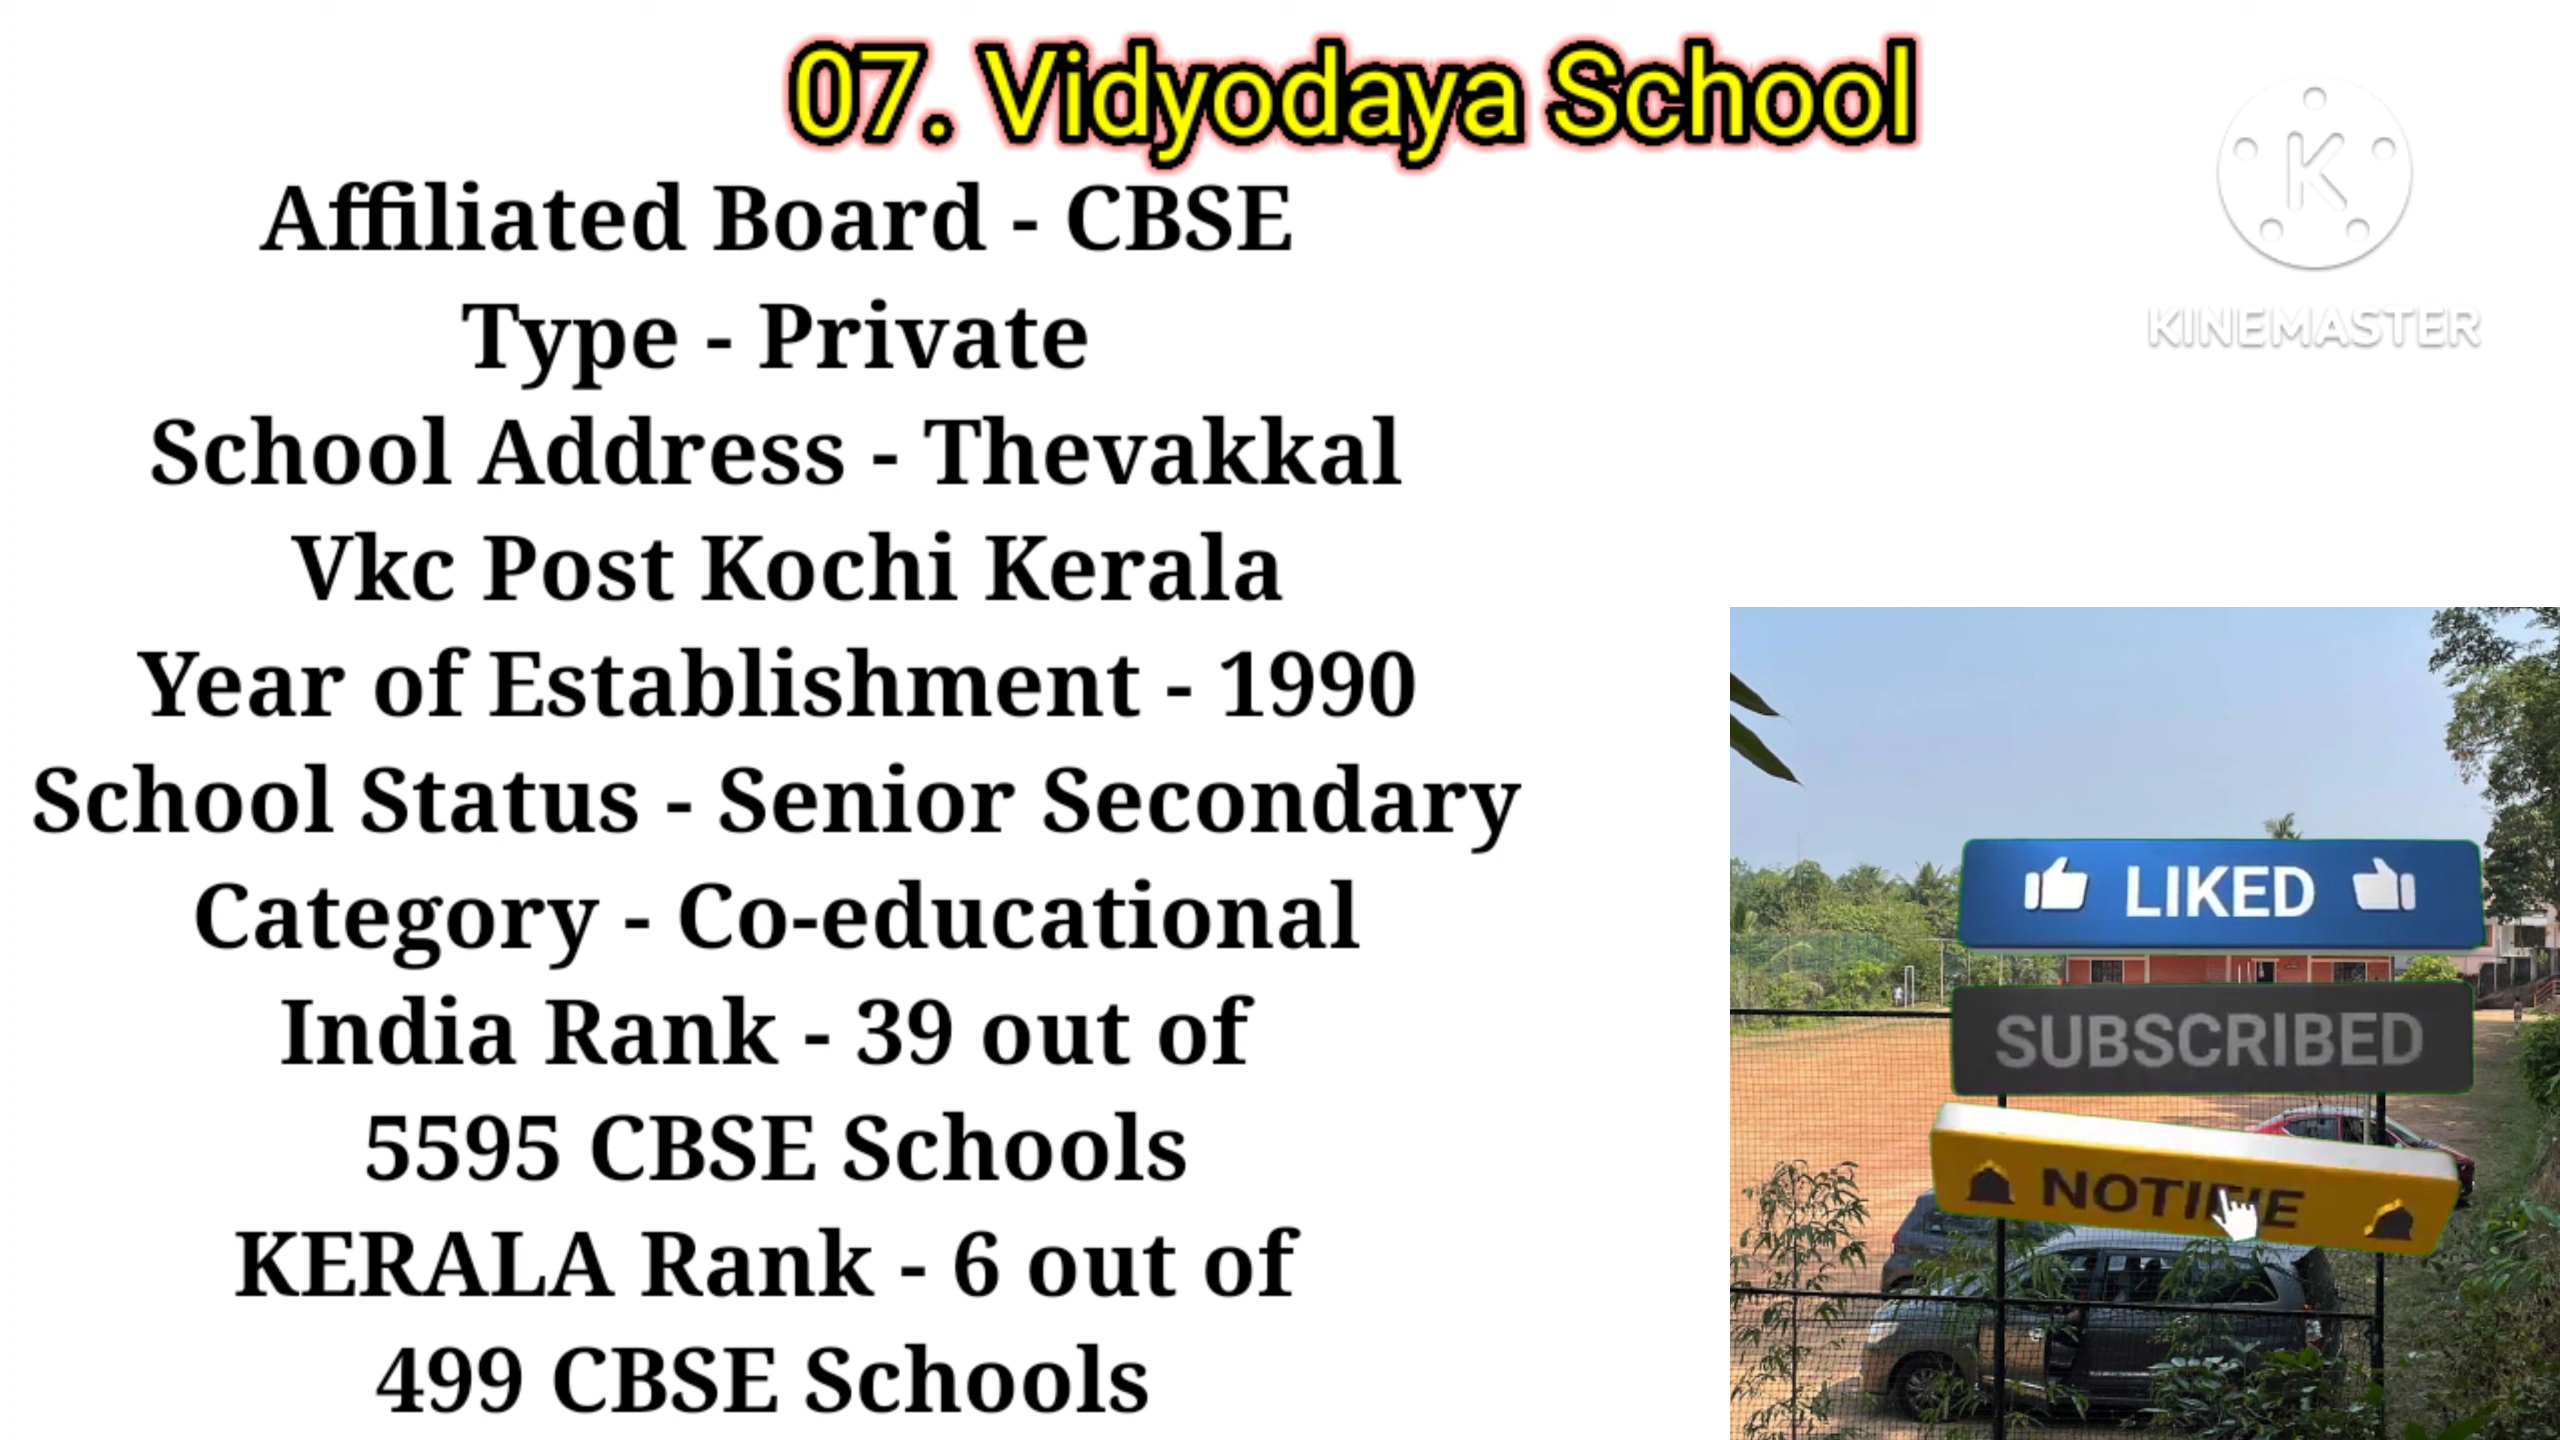 07. Vidyodaya School
Affiliated Board - CBSE
Type - Private
School Address - Thevakkal
Vkc Post Kochi Kerala
Year of Establishment - 1990
School Status - Senior Secondary
Category - Co-educational
India Rank - 39 out of
5595 CBSE Schools
KERALA Rank - 6 out of
499 CBSE Schools
K
KINEMASTER
LIKED
SUBSCRIBED